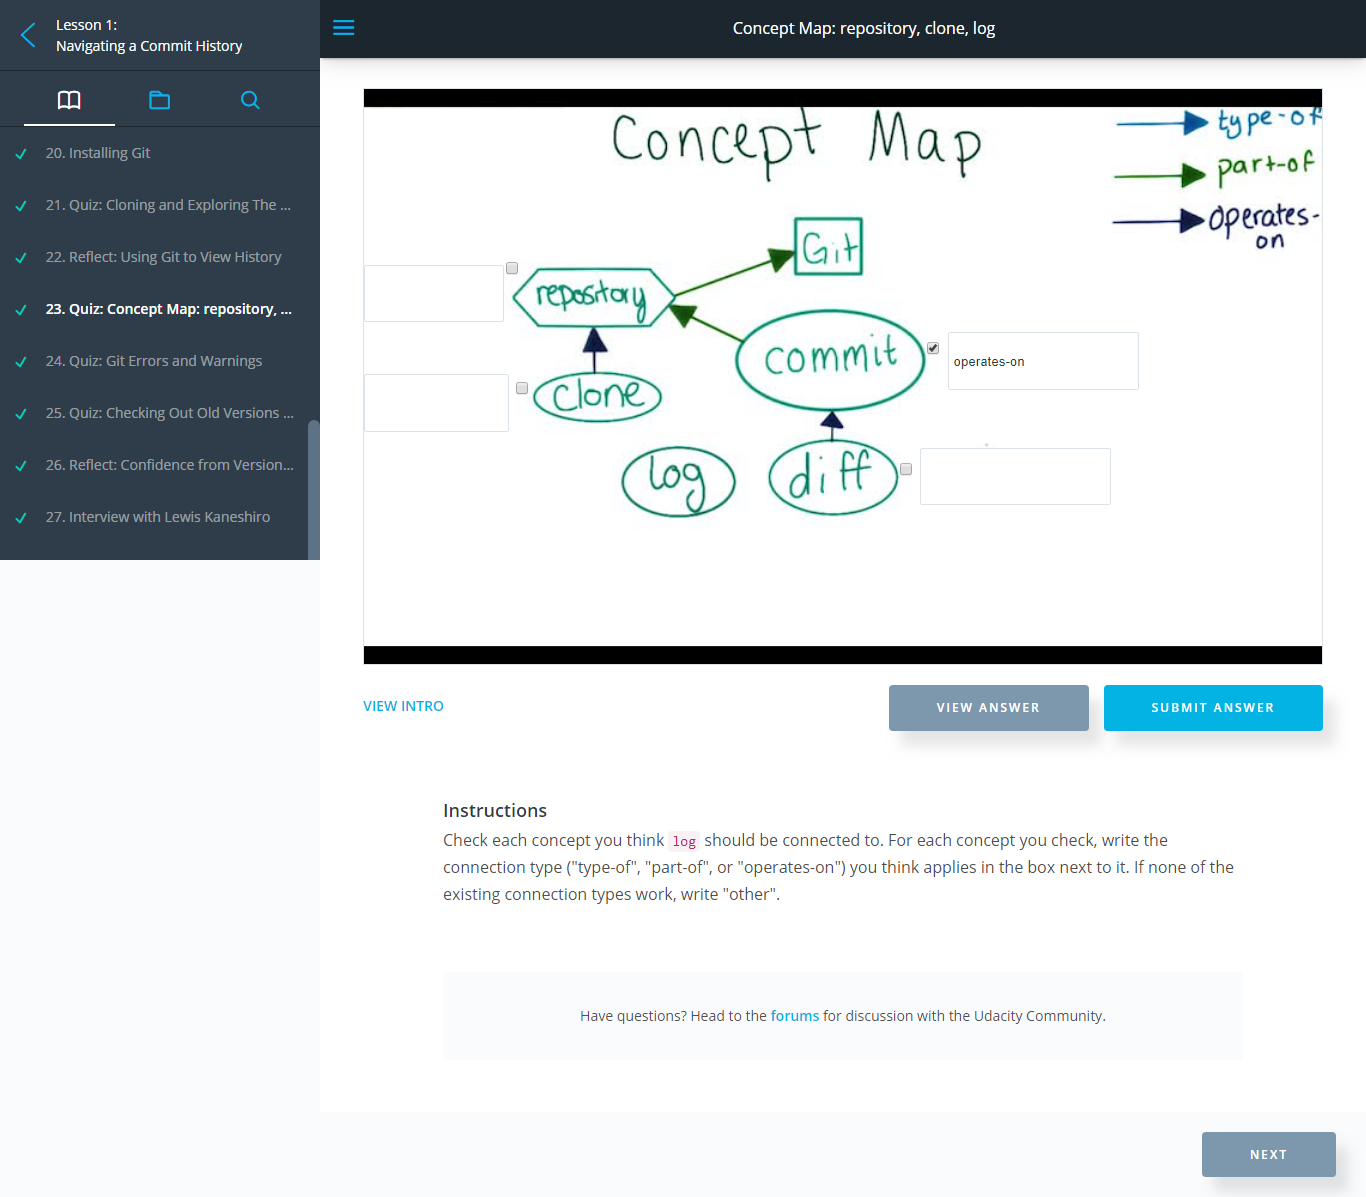 Lesson 1:
Navigating a Commit History
20. Installing Git
21. Quiz: Cloning and Exploring The ...
22. Reflect: Using Git to View History
23. Quiz: Concept Map: repository, ...
24. Quiz: Git Errors and Warnings
25. Quiz: Checking Out Old Versions ...
26. Reflect: Confidence from Version...
27. Interview with Lewis Kaneshiro
Concept Map: repository, clone, log
Concept Map
type-of
part-of
operates-
on
Git
repository
commit
operates-on
clone
log
diff
VIEW INTRO
VIEW ANSWER
SUBMIT ANSWER
Instructions
Check each concept you think log should be connected to. For each concept you check, write the
connection type ("type-of", "part-of", or "operates-on") you think applies in the box next to it. If none of the
existing connection types work, write "other".
Have questions? Head to the forums for discussion with the Udacity Community.
NEXT